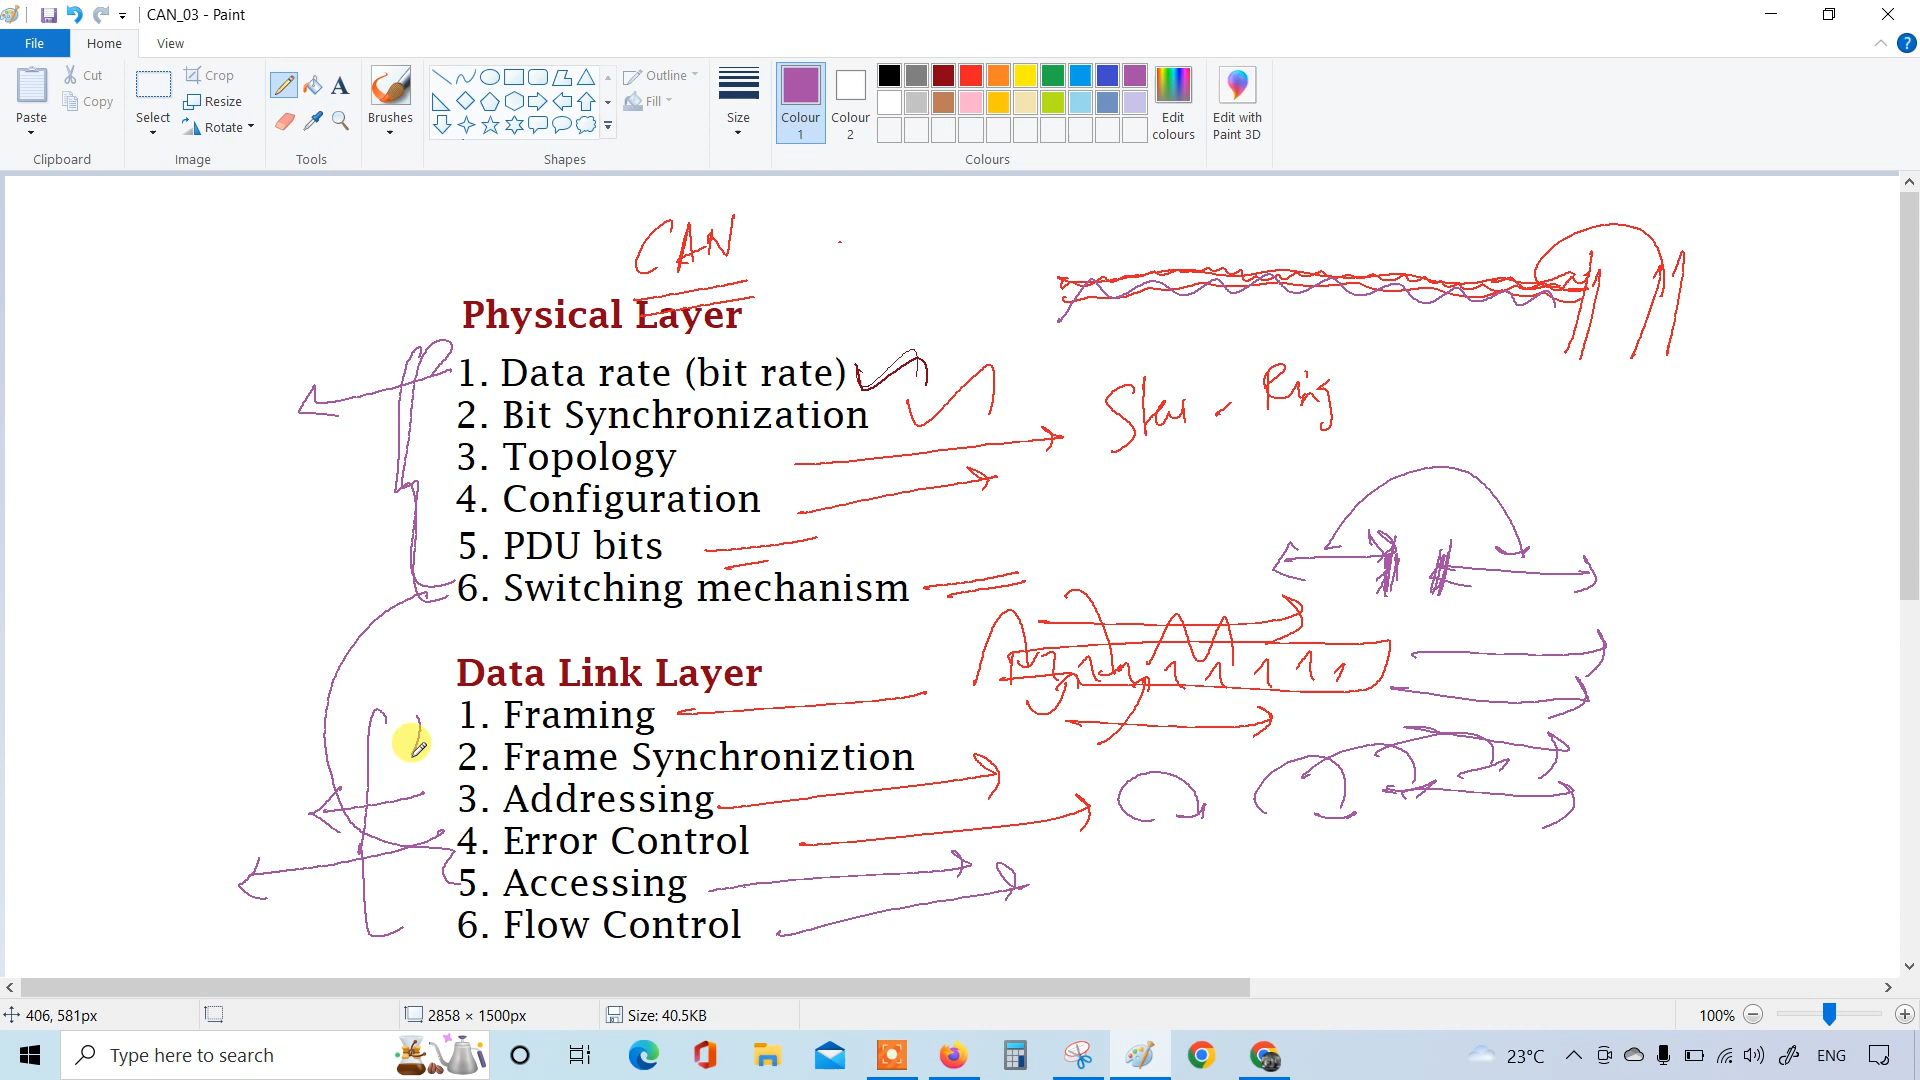 CAN_03 - Paint
File
Home
View
Paste
Cut
Copy
Clipboard
Select
Crop
Resize
Rotate
Image
Tools
Brushes
Shapes
Outline
Fill
Size
Colour 1
Colour 2
Edit colours
Edit with Paint 3D
Colours
CAN
Physical Layer
1. Data rate (bit rate)
2. Bit Synchronization
3. Topology
4. Configuration
5. PDU bits
6. Switching mechanism
Star - Ring
Data Link Layer
1. Framing
2. Frame Synchroniztion
3. Addressing
4. Error Control
5. Accessing
6. Flow Control
406, 581px
2858 × 1500px
Size: 40.5KB
100%
Type here to search
23°C
ENG